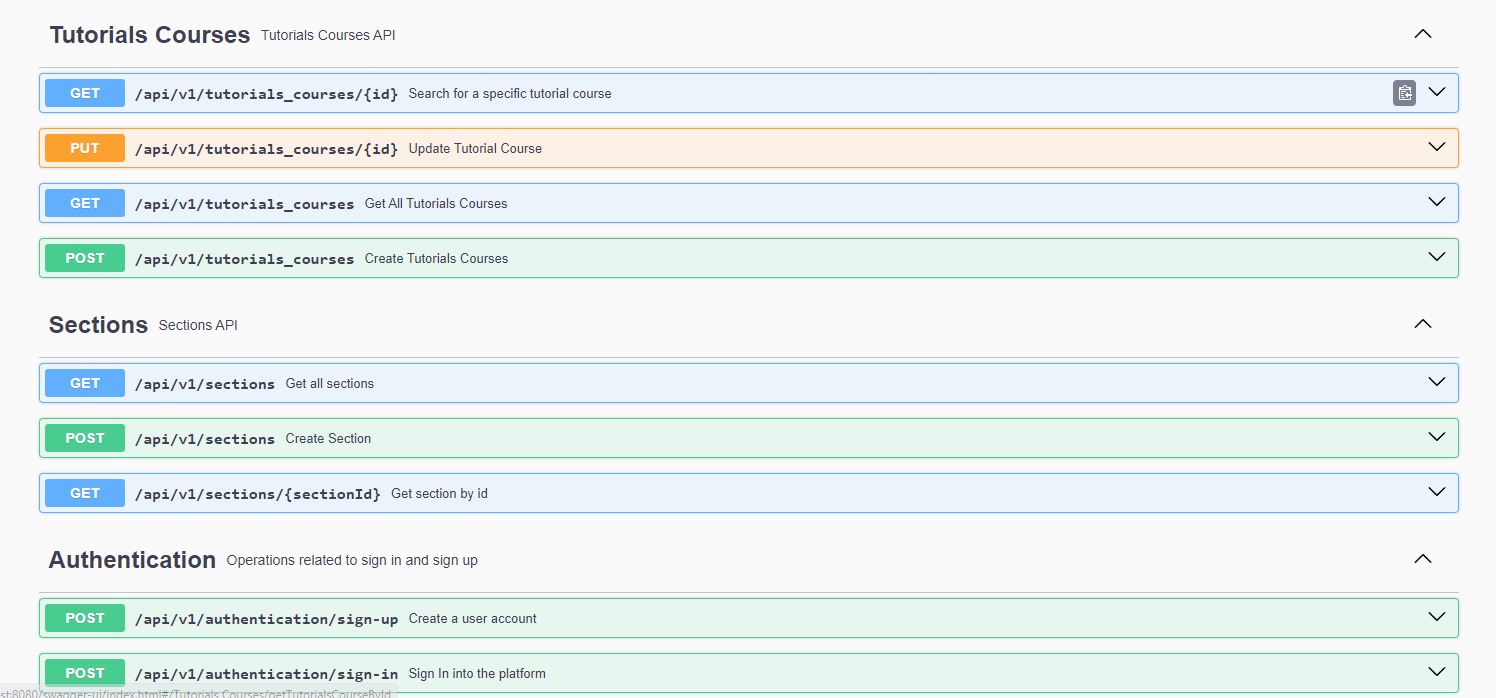 Tutorials Courses Tutorials Courses API
GET /api/v1/tutorials_courses/{id} Search for a specific tutorial course
PUT /api/v1/tutorials_courses/{id} Update Tutorial Course
GET /api/v1/tutorials_courses Get All Tutorials Courses
POST /api/v1/tutorials_courses Create Tutorials Courses
Sections Sections API
GET /api/v1/sections Get all sections
POST /api/v1/sections Create Section
GET /api/v1/sections/{sectionId} Get section by id
Authentication Operations related to sign in and sign up
POST /api/v1/authentication/sign-up Create a user account
POST /api/v1/authentication/sign-in Sign In into the platform
st:8080/swagger-ui/index.html#/Tutorials Courses/getTutorialsCourseById